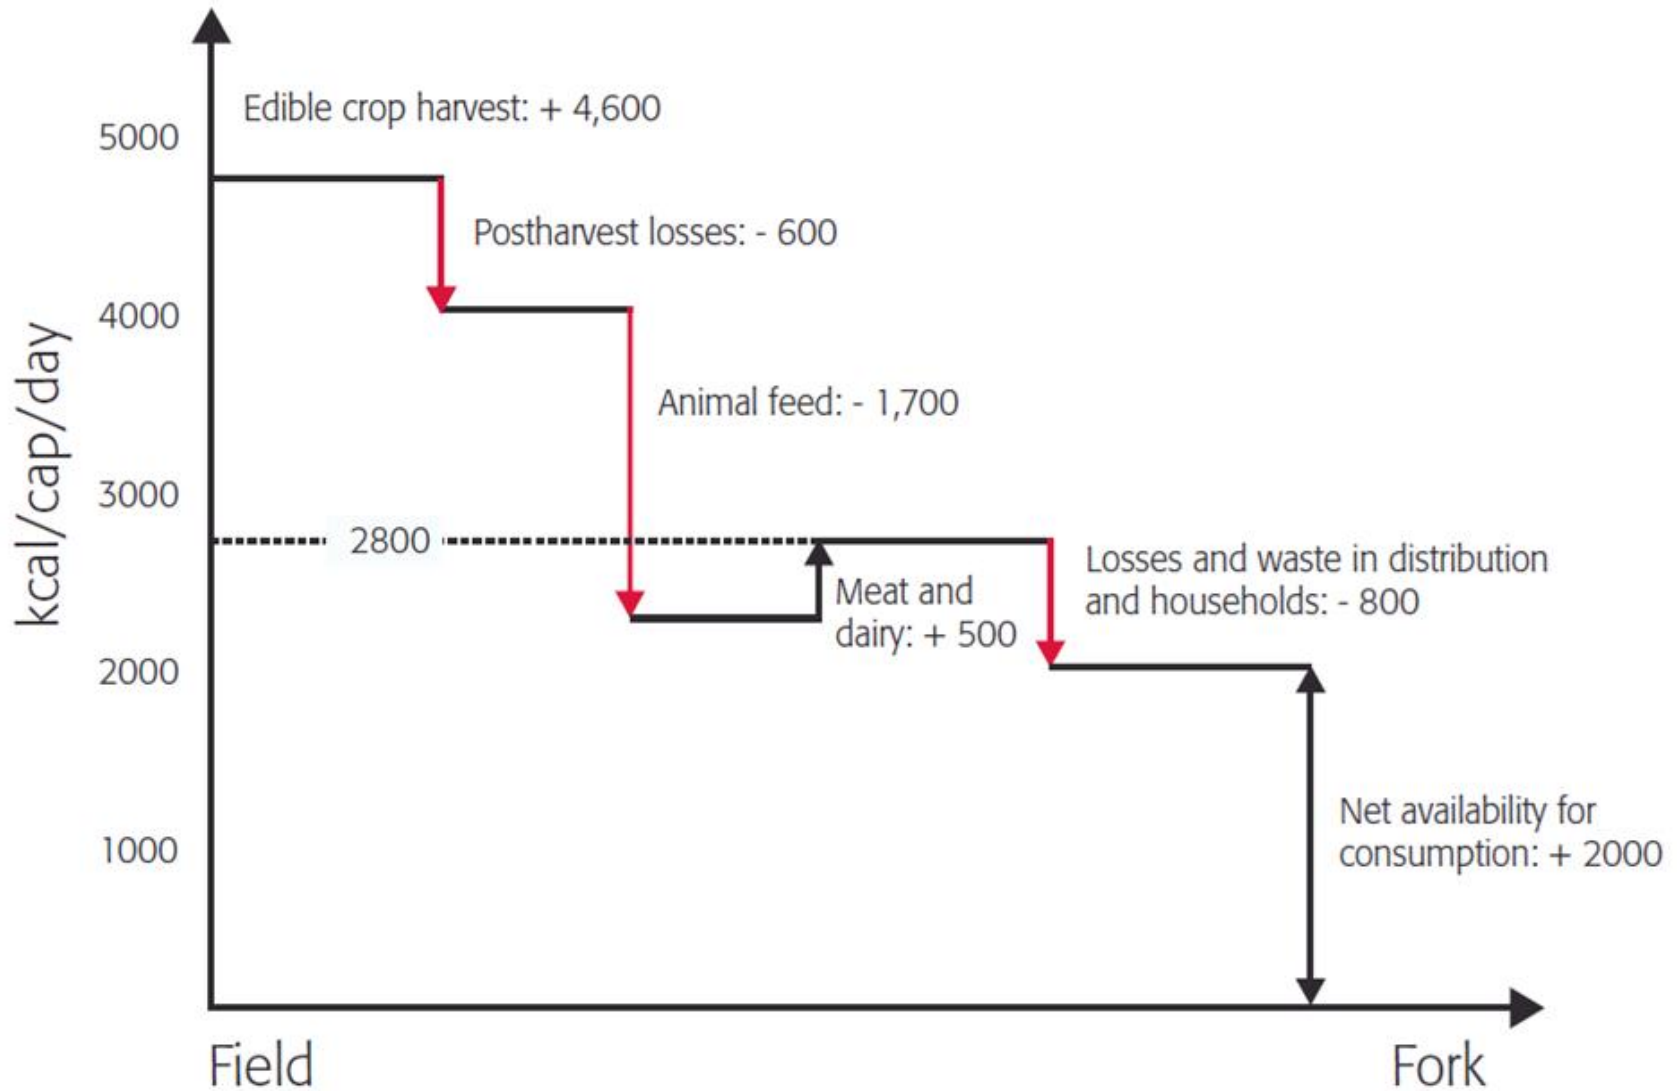 Edible crop harvest: + 4,600
5000
Postharvest losses: - 600
4000
Animal feed: - 1,700
3000
2800
Losses and waste in distribution
and households: - 800
Meat and
dairy: + 500
2000
Net availability for
consumption: + 2000
1000
kcal/cap/day
Field
Fork